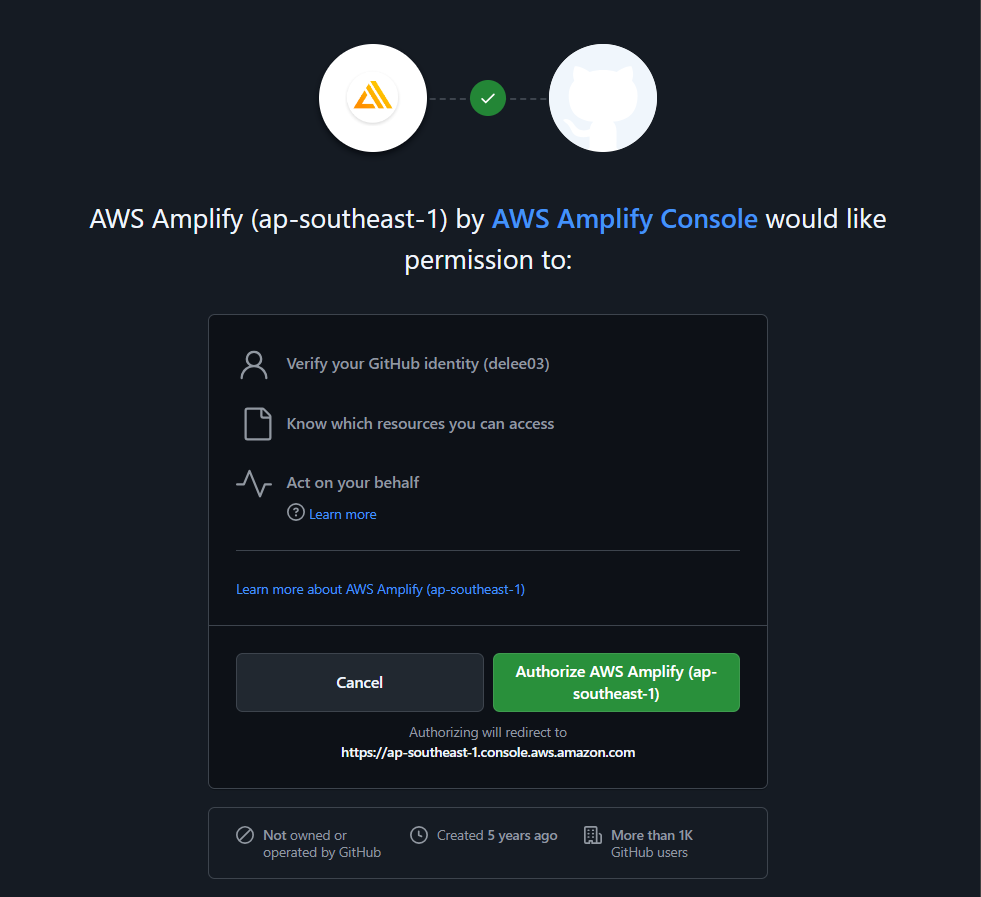 AWS Amplify (ap-southeast-1) by AWS Amplify Console would like
permission to:
Verify your GitHub identity (delee03)
Know which resources you can access
Act on your behalf
Learn more
Learn more about AWS Amplify (ap-southeast-1)
Cancel
Authorize AWS Amplify (ap-
southeast-1)
Authorizing will redirect to
https://ap-southeast-1.console.aws.amazon.com
Not owned or
operated by GitHub
Created 5 years ago
More than 1K
GitHub users